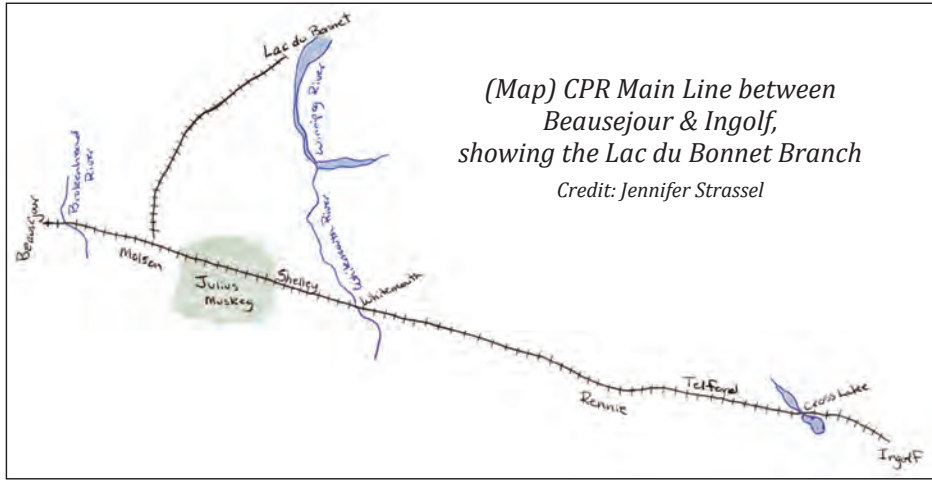 (Map) CPR Main Line between
Beausejour & Ingolf,
showing the Lac du Bonnet Branch
Credit: Jennifer Strassel
Lac du Bonnet
Winnipeg River
Brokenhead
River
Beausejour
Molson
Julius
Muskeg
Shelley
Whitemouth River
Whitemouth
Rennie
Telford
Cross Lake
Ingolf